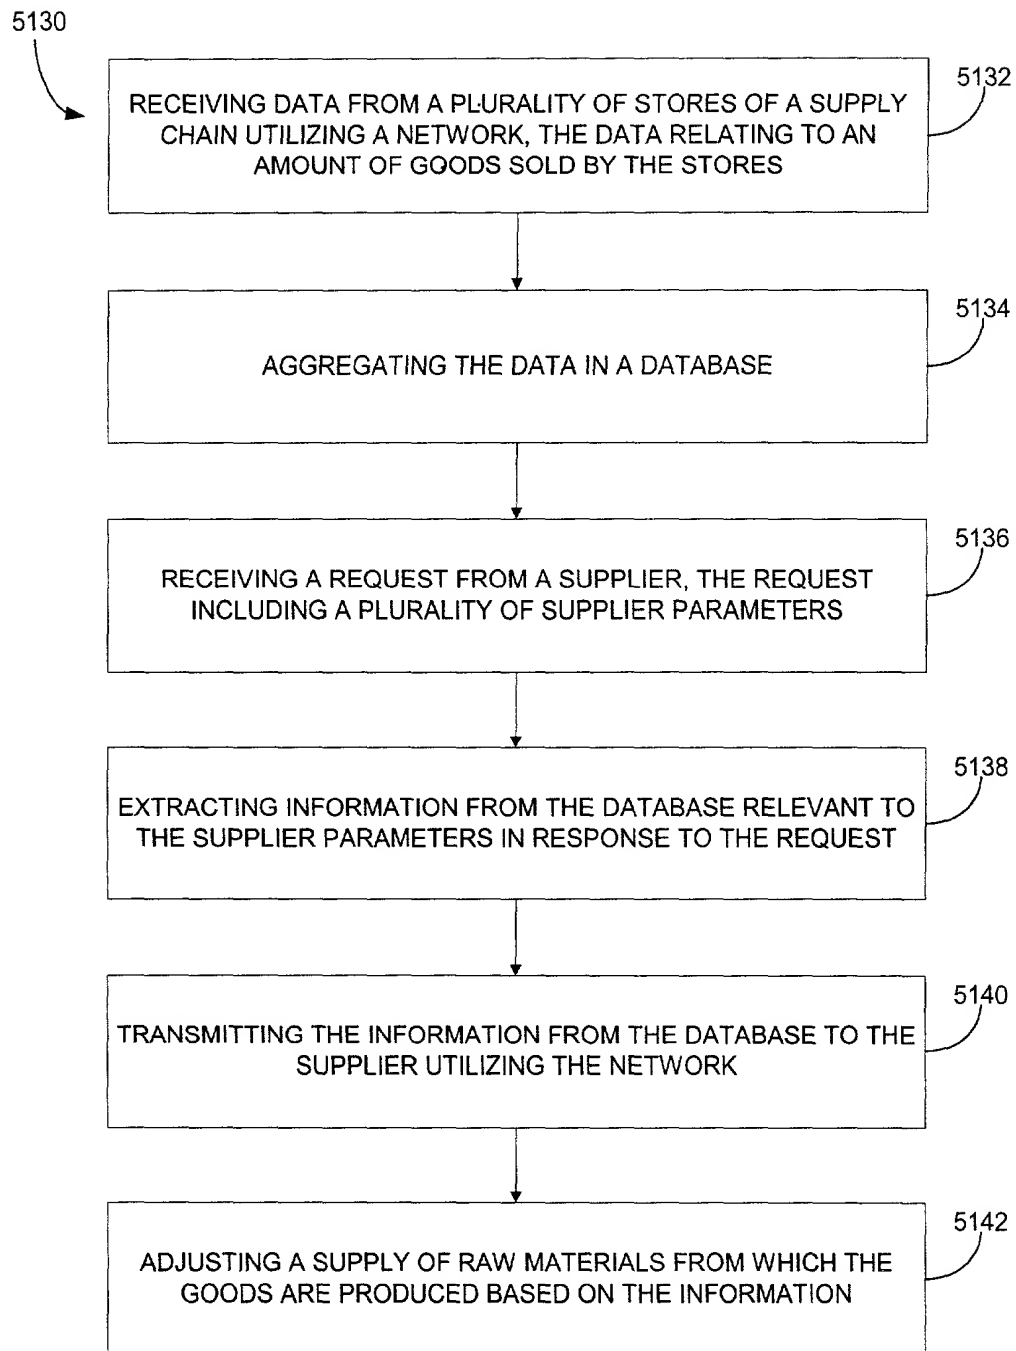 5130
5132
RECEIVING DATA FROM A PLURALITY OF STORES OF A SUPPLY
CHAIN UTILIZING A NETWORK, THE DATA RELATING TO AN
AMOUNT OF GOODS SOLD BY THE STORES
5134
AGGREGATING THE DATA IN A DATABASE
5136
RECEIVING A REQUEST FROM A SUPPLIER, THE REQUEST
INCLUDING A PLURALITY OF SUPPLIER PARAMETERS
5138
EXTRACTING INFORMATION FROM THE DATABASE RELEVANT TO
THE SUPPLIER PARAMETERS IN RESPONSE TO THE REQUEST
5140
TRANSMITTING THE INFORMATION FROM THE DATABASE TO THE
SUPPLIER UTILIZING THE NETWORK
5142
ADJUSTING A SUPPLY OF RAW MATERIALS FROM WHICH THE
GOODS ARE PRODUCED BASED ON THE INFORMATION